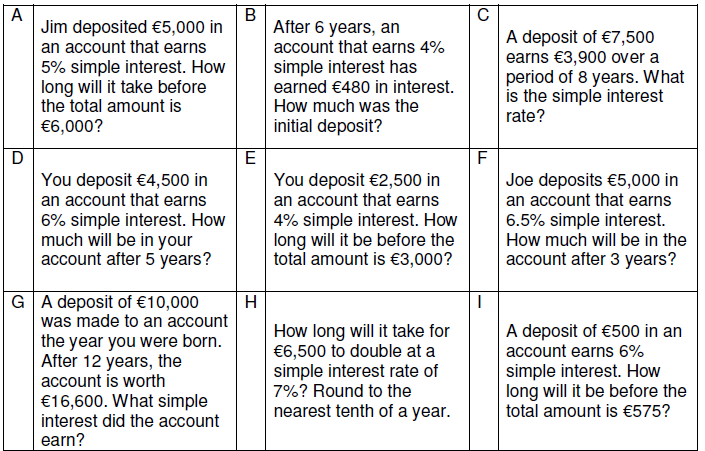 A
Jim deposited €5,000 in
an account that earns
5% simple interest. How
long will it take before
the total amount is
€6,000?
B
After 6 years, an
account that earns 4%
simple interest has
earned €480 in interest.
How much was the
initial deposit?
C
A deposit of €7,500
earns €3,900 over a
period of 8 years. What
is the simple interest
rate?
D
You deposit €4,500 in
an account that earns
6% simple interest. How
much will be in your
account after 5 years?
E
You deposit €2,500 in
an account that earns
4% simple interest. How
long will it be before the
total amount is €3,000?
F
Joe deposits €5,000 in
an account that earns
6.5% simple interest.
How much will be in the
account after 3 years?
G
A deposit of €10,000
was made to an account
the year you were born.
After 12 years, the
account is worth
€16,600. What simple
interest did the account
earn?
H
How long will it take for
€6,500 to double at a
simple interest rate of
7%? Round to the
nearest tenth of a year.
I
A deposit of €500 in an
account earns 6%
simple interest. How
long will it be before the
total amount is €575?